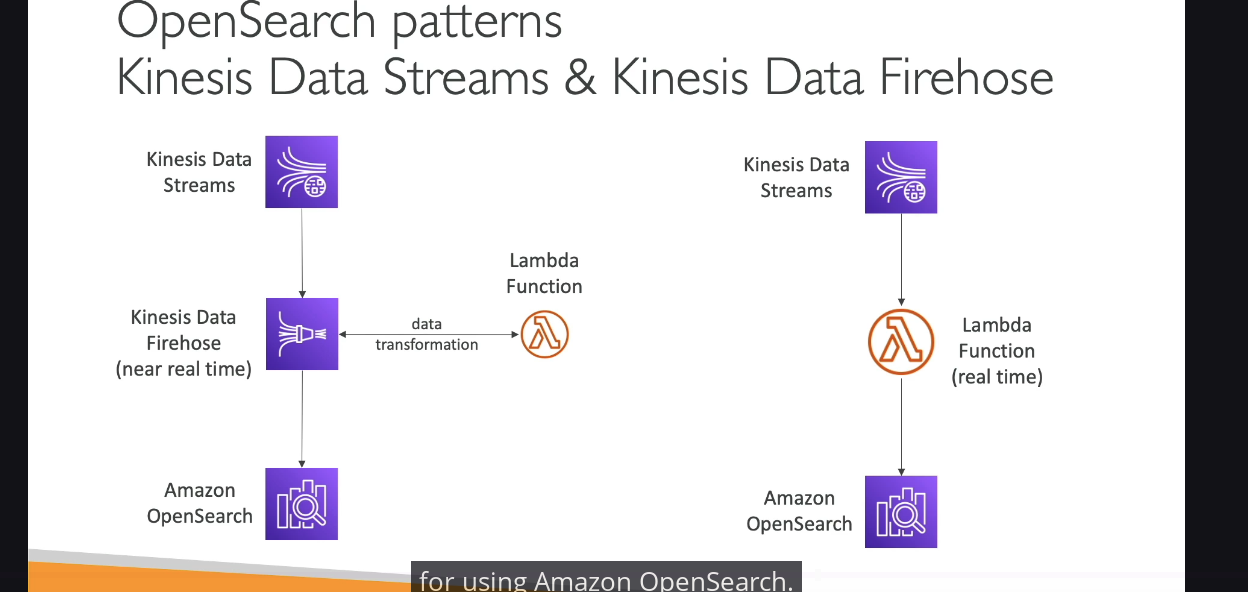 OpenSearch patterns
Kinesis Data Streams & Kinesis Data Firehose
Kinesis Data
Streams
Kinesis Data
Firehose
(near real time)
data
transformation
Lambda
Function
Amazon
OpenSearch
Kinesis Data
Streams
Lambda
Function
(real time)
Amazon
OpenSearch
for using Amazon OpenSearch.